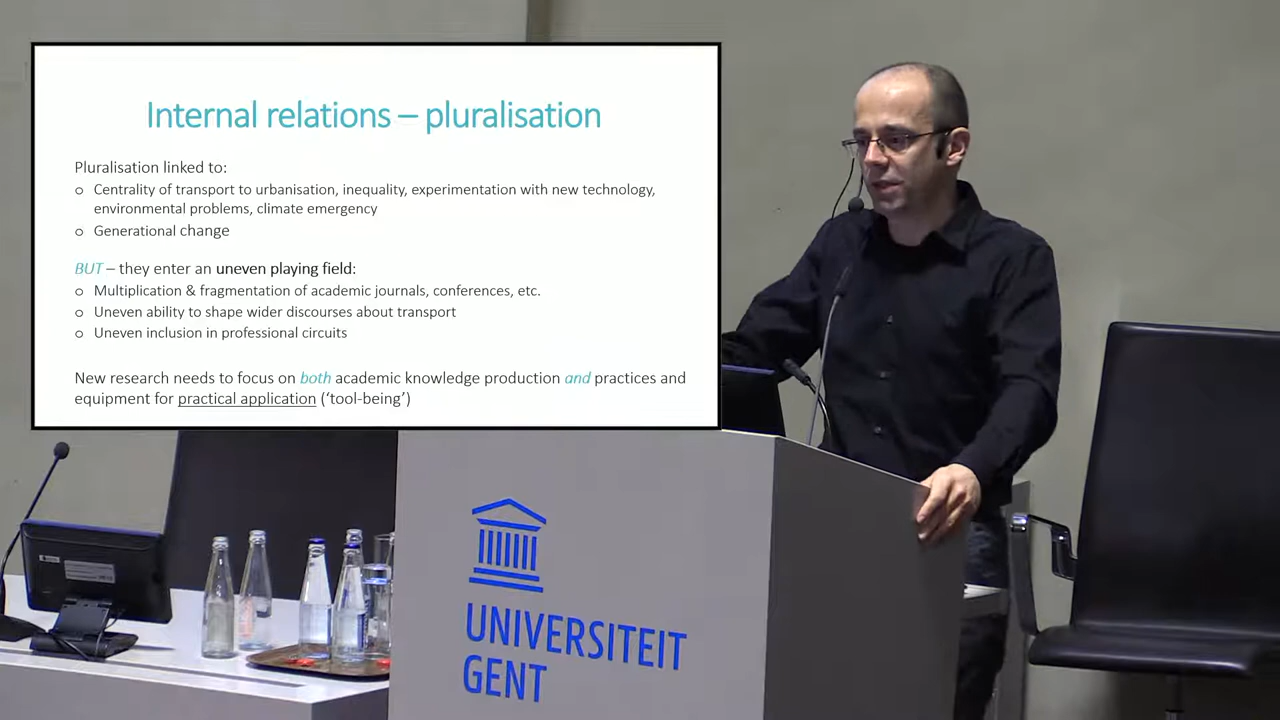 Internal relations – pluralisation
Pluralisation linked to:
o Centrality of transport to urbanisation, inequality, experimentation with new technology,
environmental problems, climate emergency
o Generational change
BUT – they enter an uneven playing field:
o Multiplication & fragmentation of academic journals, conferences, etc.
o Uneven ability to shape wider discourses about transport
o Uneven inclusion in professional circuits
New research needs to focus on both academic knowledge production and practices and
equipment for practical application (‘tool-being’)
UNIVERSITEIT
GENT